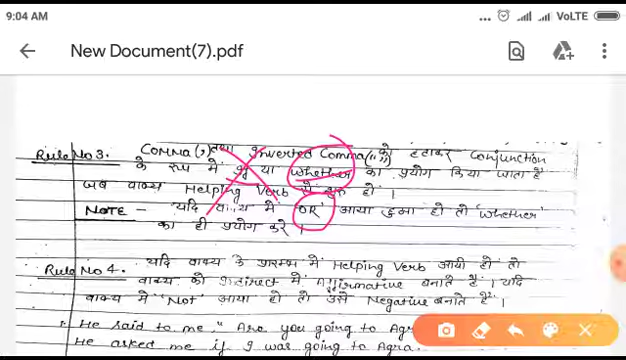 9:04 AM ... VoLTE
New Document(7).pdf
Rule No 3. COMMA (,) तथा Inverted Comma (" ") को हटाकर Conjunction
के रूप में If या Whether का प्रयोग किया जाता है
जब वाक्य Helping Verb से शुरु हो।
NOTE - यदि वाक्य में 'OR' आया हुआ हो तो 'Whether'
का ही प्रयोग करें।
Rule No 4. यदि वाक्य के प्रारम्भ में Helping Verb आयी हो तो
वाक्य को Indirect में Affirmative बनाते हैं। यदि
वाक्य में "Not" आया हो तो उसे Negative बनाते हैं।
1. He said to me, "Are you going to Agr
He asked me if I was going to Agra.